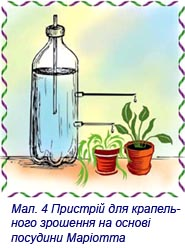 Мал. 4 Пристрій для крапель-
ного зрошення на основі
посудини Маріотта